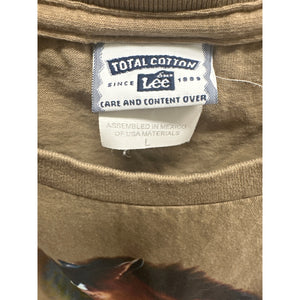 TOTAL COTTON
SINCE Lee 1889
CARE AND CONTENT OVER
ASSEMBLED IN MEXICO
OF USA MATERIALS
L